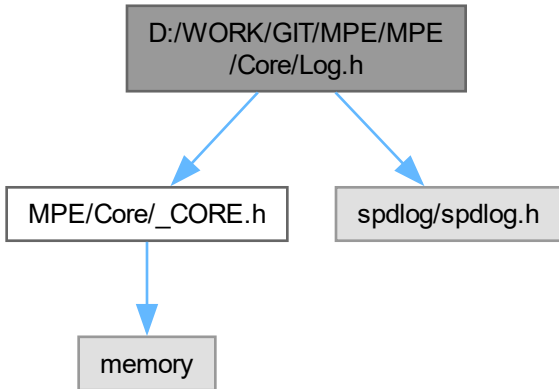 D:/WORK/GIT/MPE/MPE
/Core/Log.h
MPE/Core/_CORE.h
spdlog/spdlog.h
memory